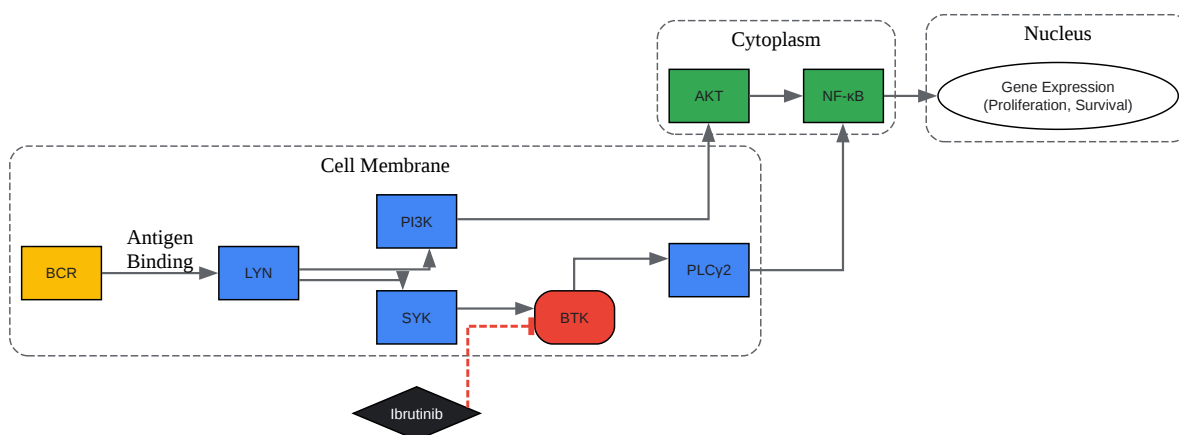 Cytoplasm
Nucleus
AKT
NF-κB
Gene Expression
(Proliferation, Survival)
Cell Membrane
PI3K
Antigen
Binding
BCR
LYN
PLCγ2
SYK
BTK
Ibrutinib